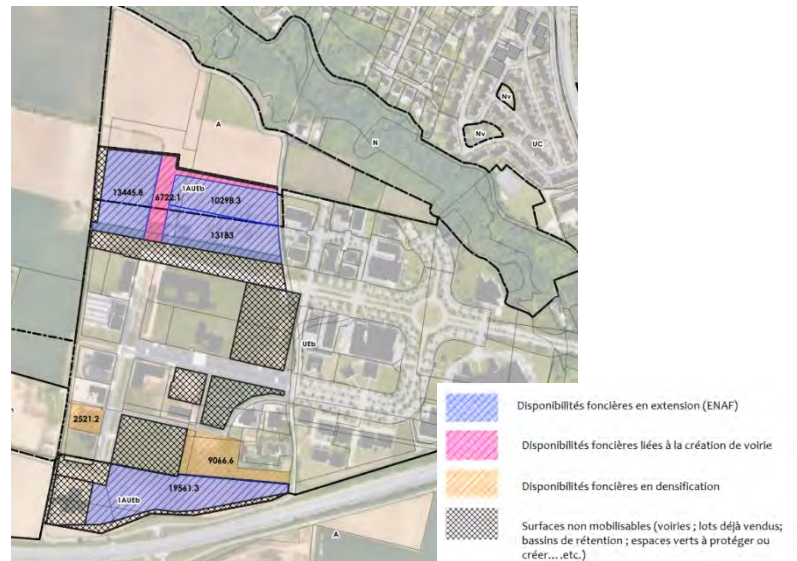 A
N
Nv
Nv
UC
13445.8
6722.1
1AUEb
10298.3
13183
UEb
2521.2
9066.6
19561.3
1AUEb
A
Disponibilités foncières en extension (ENAF)
Disponibilités foncières liées à la création de voirie
Disponibilités foncières en densification
Surfaces non mobilisables (voiries ; lots déjà vendus;
bassins de rétention ; espaces verts à protéger ou
créer....etc.)